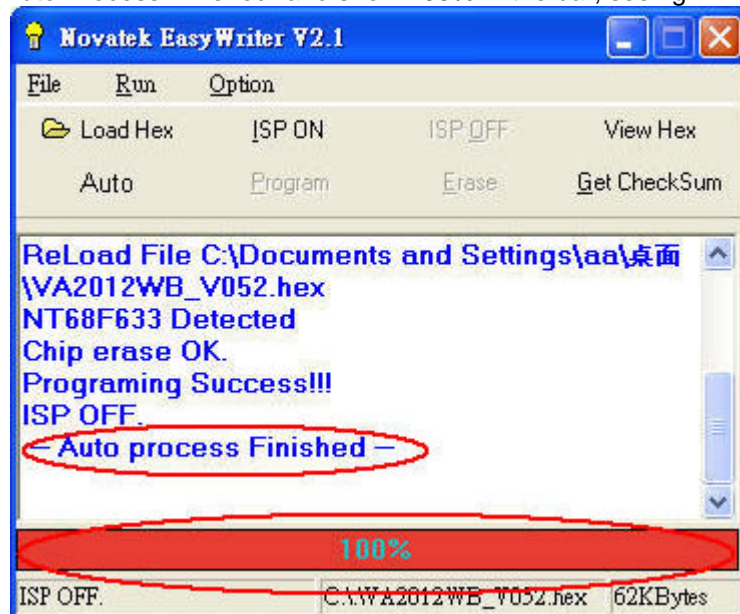 Novatek EasyWriter V2.1
File Run Option
Load Hex ISP ON ISP OFF View Hex
Auto Program Erase Get CheckSum
ReLoad File C:\Documents and Settings\aa\桌面
\VA2012WB_V052.hex
NT68F633 Detected
Chip erase OK.
Programing Success!!!
ISP OFF.
-- Auto process Finished --
100%
ISP OFF. C:\.\VA2012WB_V052.hex 62KBytes